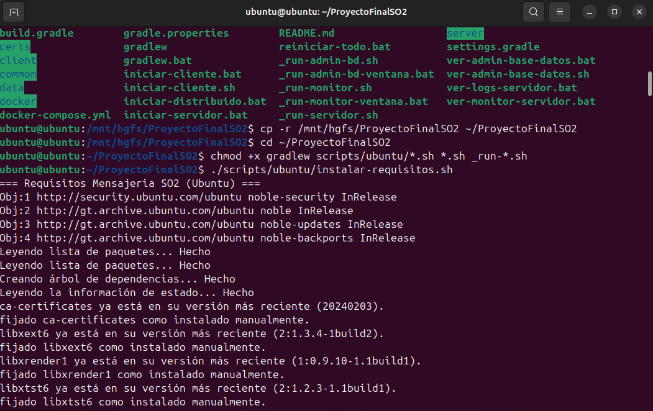 ubuntu@ubuntu: ~/ProyectoFinalSO2
build.gradle gradle.properties README.md server
certs gradlew reiniciar-todo.bat settings.gradle
client gradlew.bat _run-admin-bd.sh ver-admin-base-datos.bat
common iniciar-cliente.bat _run-admin-bd-ventana.bat ver-admin-base-datos.sh
data iniciar-cliente.sh _run-monitor.sh ver-logs-servidor.bat
docker iniciar-distribuido.bat _run-monitor-ventana.bat ver-monitor-servidor.bat
docker-compose.yml iniciar-servidor.bat _run-servidor.sh
ubuntu@ubuntu:/mnt/hgfs/ProyectoFinalSO2$ cp -r /mnt/hgfs/ProyectoFinalSO2 ~/ProyectoFinalSO2
ubuntu@ubuntu:/mnt/hgfs/ProyectoFinalSO2$ cd ~/ProyectoFinalSO2
ubuntu@ubuntu:~/ProyectoFinalSO2$ chmod +x gradlew scripts/ubuntu/*.sh *.sh _run-*.sh
ubuntu@ubuntu:~/ProyectoFinalSO2$ ./scripts/ubuntu/instalar-requisitos.sh
=== Requisitos Mensajeria SO2 (Ubuntu) ===
Obj:1 http://security.ubuntu.com/ubuntu noble-security InRelease
Obj:2 http://gt.archive.ubuntu.com/ubuntu noble InRelease
Obj:3 http://gt.archive.ubuntu.com/ubuntu noble-updates InRelease
Obj:4 http://gt.archive.ubuntu.com/ubuntu noble-backports InRelease
Leyendo lista de paquetes... Hecho
Leyendo lista de paquetes... Hecho
Creando árbol de dependencias... Hecho
Leyendo la información de estado... Hecho
ca-certificates ya está en su versión más reciente (20240203).
fijado ca-certificates como instalado manualmente.
libxext6 ya está en su versión más reciente (2:1.3.4-1build2).
fijado libxext6 como instalado manualmente.
libxrender1 ya está en su versión más reciente (1:0.9.10-1.1build1).
fijado libxrender1 como instalado manualmente.
libxtst6 ya está en su versión más reciente (2:1.2.3-1.1build1).
fijado libxtst6 como instalado manualmente.